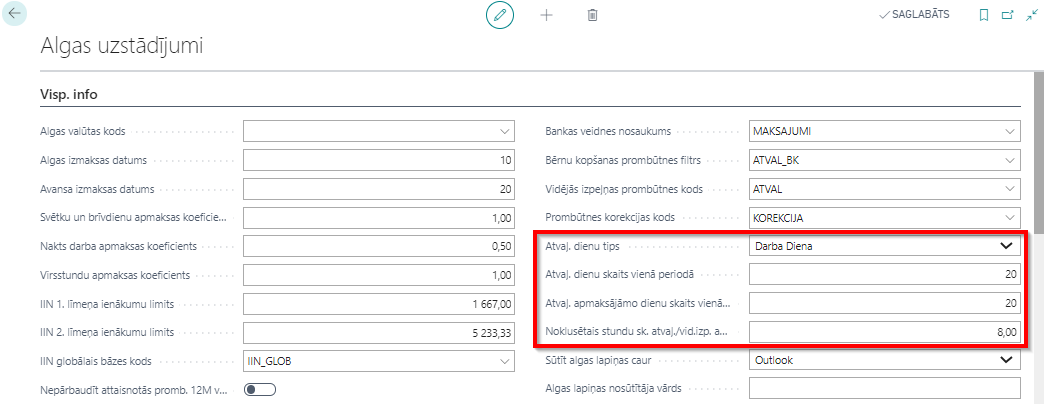 SAGLABĀTS
Algas uzstādījumi
Visp. info
Algas valūtas kods
Algas izmaksas datums 10
Avansa izmaksas datums 20
Svētku un brīvdienu apmaksas koeficie... 1,00
Nakts darba apmaksas koeficients 0,50
Virsstundu apmaksas koeficients 1,00
IIN 1. līmeņa ienākumu limits 1 667,00
IIN 2. līmeņa ienākumu limits 5 233,33
IIN globālais bāzes kods IIN_GLOB
Nepārbaudīt attaisnotās promb. 12M v...
Bankas veidnes nosaukums MAKSAJUMI
Bērnu kopšanas prombūtnes filtrs ATVAL_BK
Vidējās izpeļņas prombūtnes kods ATVAL
Prombūtnes korekcijas kods KOREKCIJA
Atvaļ. dienu tips Darba Diena
Atvaļ. dienu skaits vienā periodā 20
Atvaļ. apmaksājāmo dienu skaits vienā... 20
Noklusētais stundu sk. atvaļ./vid.izp. a... 8,00
Sūtīt algas lapiņas caur Outlook
Algas lapiņas nosūtītāja vārds